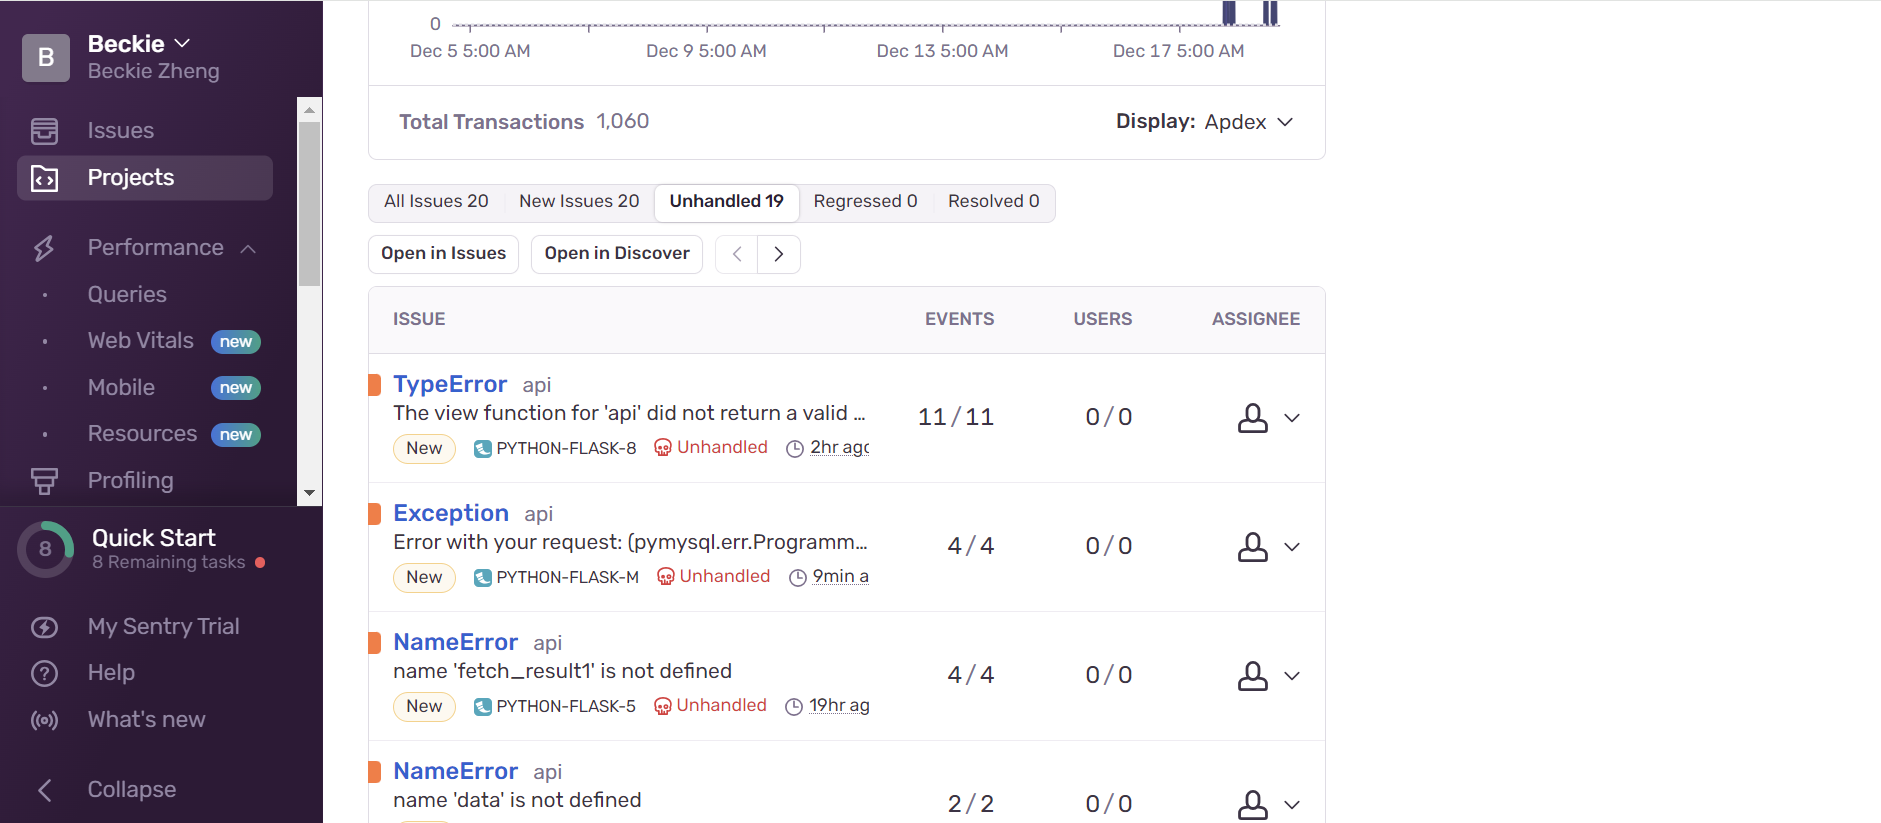 B
Beckie
Beckie Zheng
Issues
Projects
Performance
Queries
Web Vitals new
Mobile new
Resources new
Profiling
8
Quick Start
8 Remaining tasks
My Sentry Trial
Help
What's new
Collapse
0
Dec 5 5:00 AM Dec 9 5:00 AM Dec 13 5:00 AM Dec 17 5:00 AM
Total Transactions 1,060 Display: Apdex
All Issues 20 New Issues 20 Unhandled 19 Regressed 0 Resolved 0
Open in Issues Open in Discover
ISSUE EVENTS USERS ASSIGNEE
TypeError api
The view function for 'api' did not return a valid ...
11/11 0/0
New PYTHON-FLASK-8 Unhandled 2hr ago
Exception api
Error with your request: (pymysql.err.Programm...
4/4 0/0
New PYTHON-FLASK-M Unhandled 9min a
NameError api
name 'fetch_result1' is not defined
4/4 0/0
New PYTHON-FLASK-5 Unhandled 19hr ag
NameError api
name 'data' is not defined
2/2 0/0